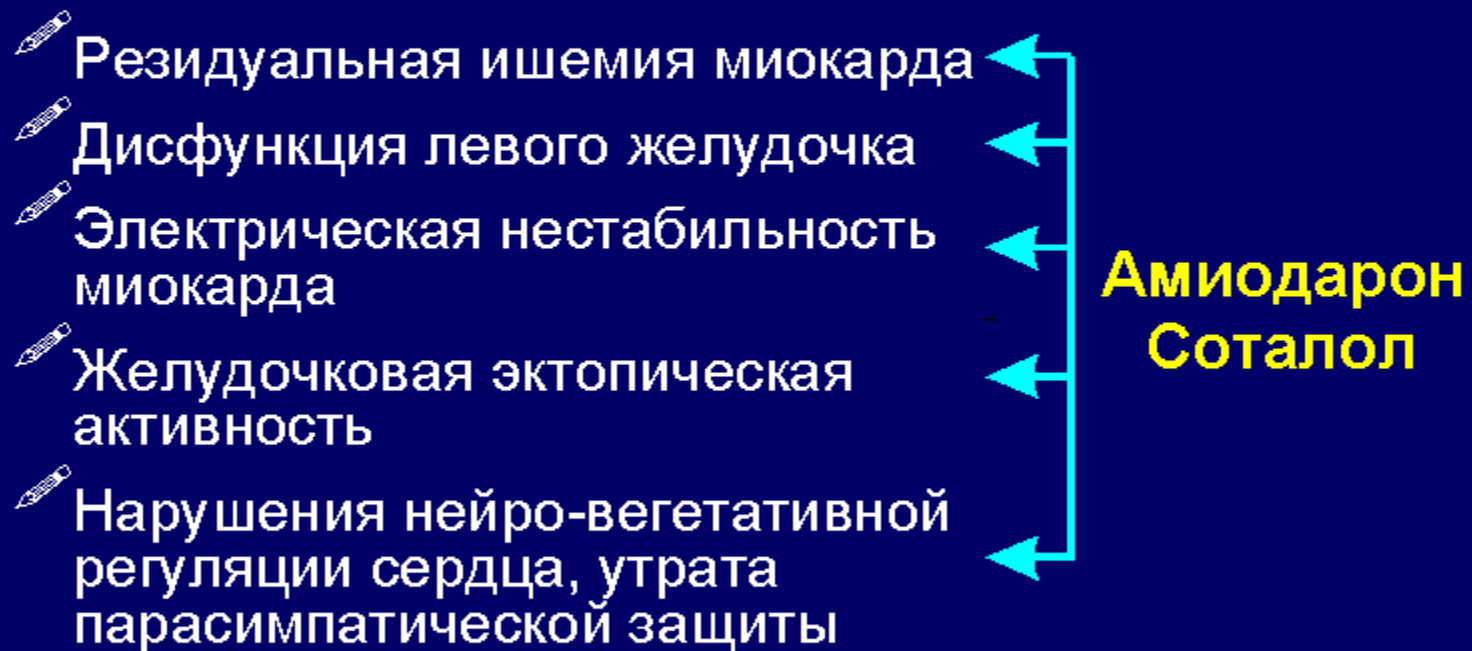 Резидуальная ишемия миокарда
Дисфункция левого желудочка
Электрическая нестабильность
миокарда
Желудочковая эктопическая
активность
Нарушения нейро-вегетативной
регуляции сердца, утрата
парасимпатической защиты
Амиодарон
Соталол